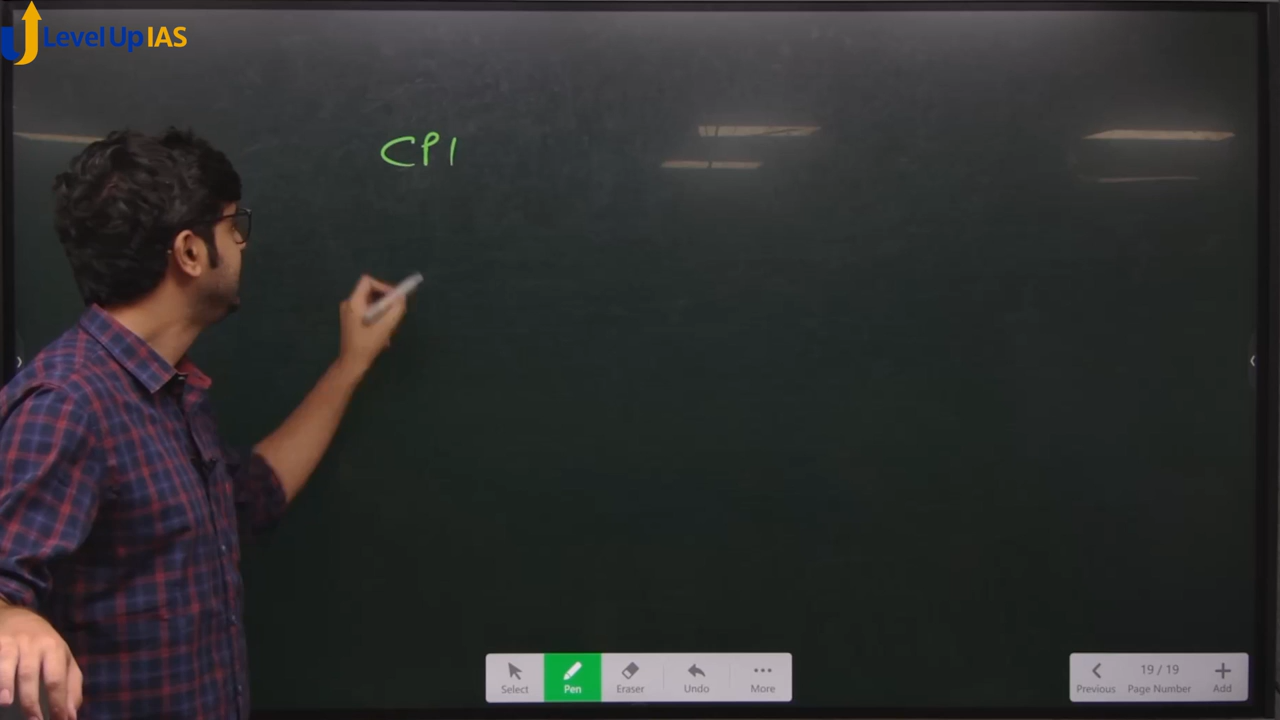 Level Up IAS
CPI
Select
Pen
Eraser
Undo
More
Previous
19 / 19
Page Number
Add